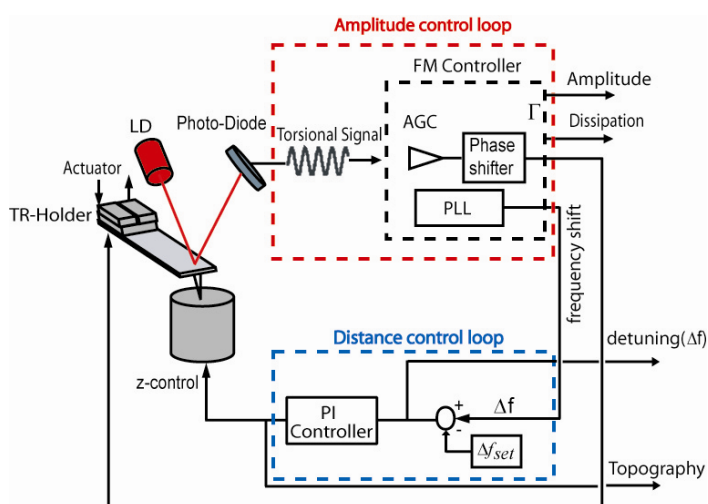 Amplitude control loop
FM Controller
Amplitude
LD
Photo-Diode
Torsional Signal
AGC
Γ
Dissipation
Phase
shifter
Actuator
TR-Holder
PLL
frequency shift
Distance control loop
detuning(Δf)
z-control
PI
Controller
+
Δf
-
Δfset
Topography